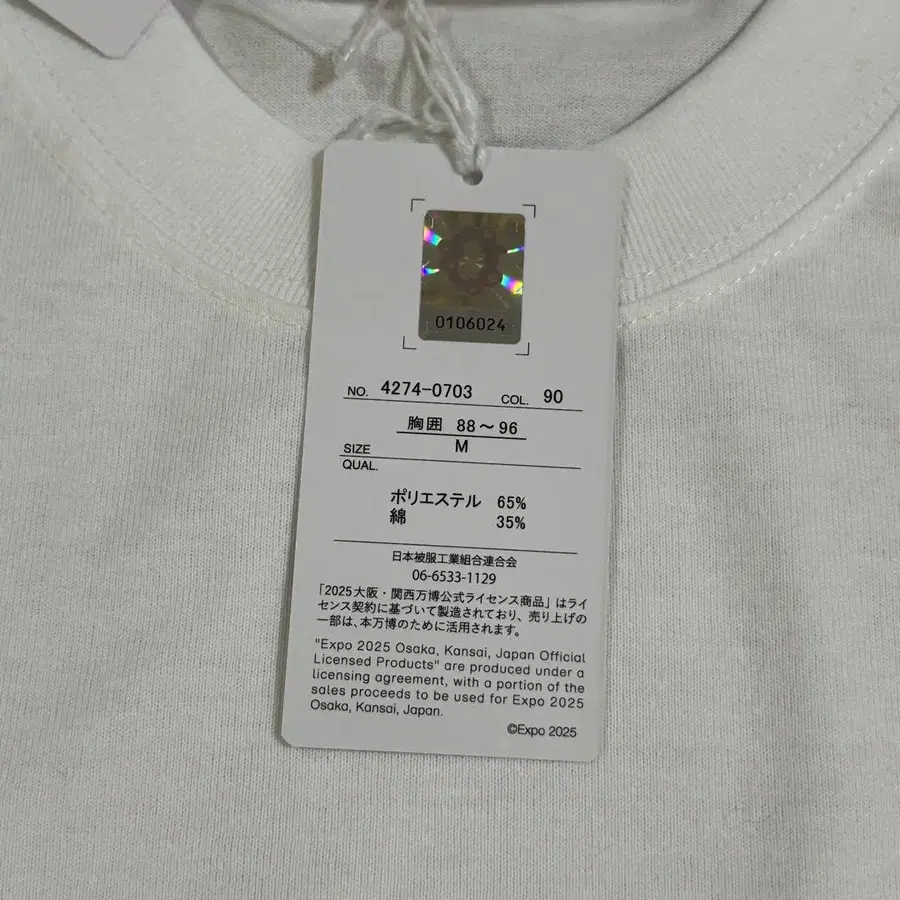 0106024
NO. 4274-0703 COL. 90
胸囲 88～96
SIZE M
QUAL.
ポリエステル 65%
綿 35%
日本被服工業組合連合会
06-6533-1129
「2025大阪・関西万博公式ライセンス商品」はライ
センス契約に基づいて製造されており、売り上げの
一部は、本万博のために活用されます。
"Expo 2025 Osaka, Kansai, Japan Official
Licensed Products" are produced under a
licensing agreement, with a portion of the
sales proceeds to be used for Expo 2025
Osaka, Kansai, Japan.
©Expo 2025